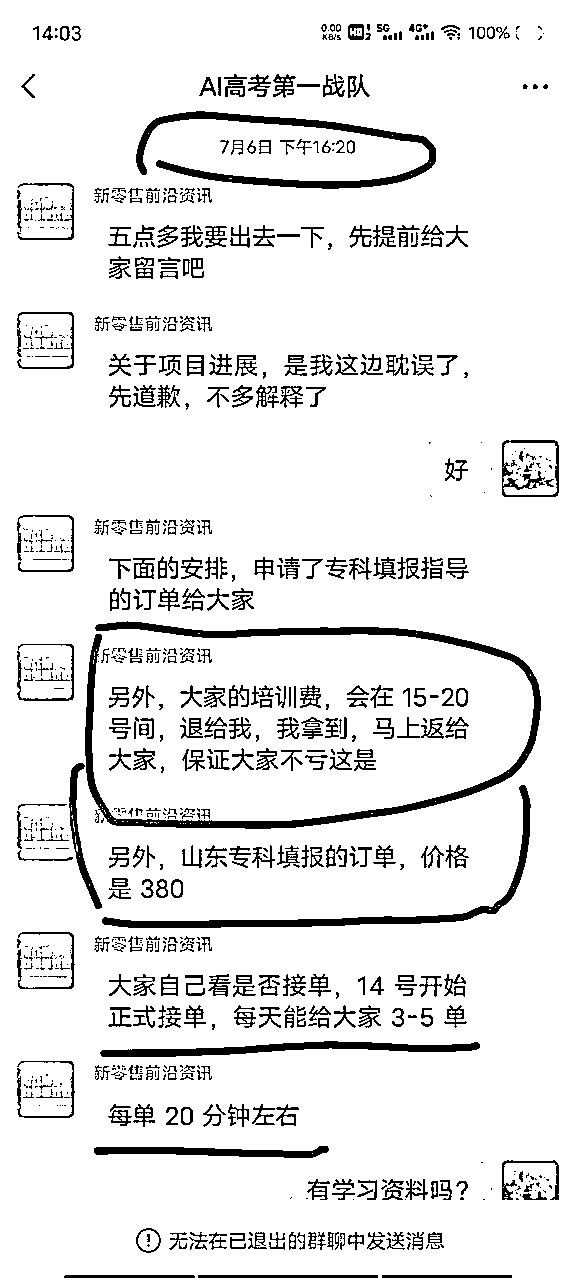 14:03
0.00 KB/S HD 1 2 5G 4G+ 100%
AI高考第一战队
7月6日 下午16:20
新零售前沿资讯
五点多我要出去一下，先提前给大
家留言吧
新零售前沿资讯
关于项目进展，是我这边耽误了，
先道歉，不多解释了
好
新零售前沿资讯
下面的安排，申请了专科填报指导
的订单给大家
新零售前沿资讯
另外，大家的培训费，会在 15-20
号间，退给我，我拿到，马上返给
大家，保证大家不亏这是
新零售前沿资讯
另外，山东专科填报的订单，价格
是 380
新零售前沿资讯
大家自己看是否接单，14 号开始
正式接单，每天能给大家 3-5 单
新零售前沿资讯
每单 20 分钟左右
有学习资料吗？
无法在已退出的群聊中发送消息